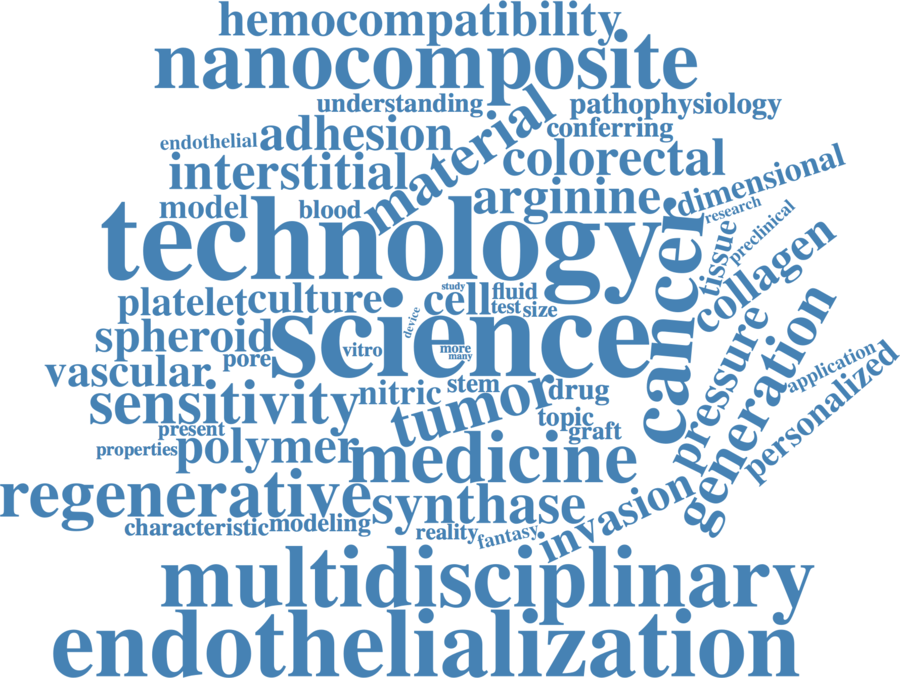 hemocompatibility
nanocomposite
understanding
pathophysiology
material
conferring
endothelial
adhesion
colorectal
interstitial
dimensional
arginine
model
blood
research
preclinical
technology
cancer
tissue
collagen
platelet
culture
study
cell
fluid
test
size
device
science
spheroid
pore
vitro
more
many
pressure
generation
vascular
nitric
stem
drug
application
personalized
sensitivity
tumor
topic
graft
present
properties
polymer
medicine
regenerative
synthase
invasion
characteristic
modeling
reality
fantasy
multidisciplinary
endothelialization